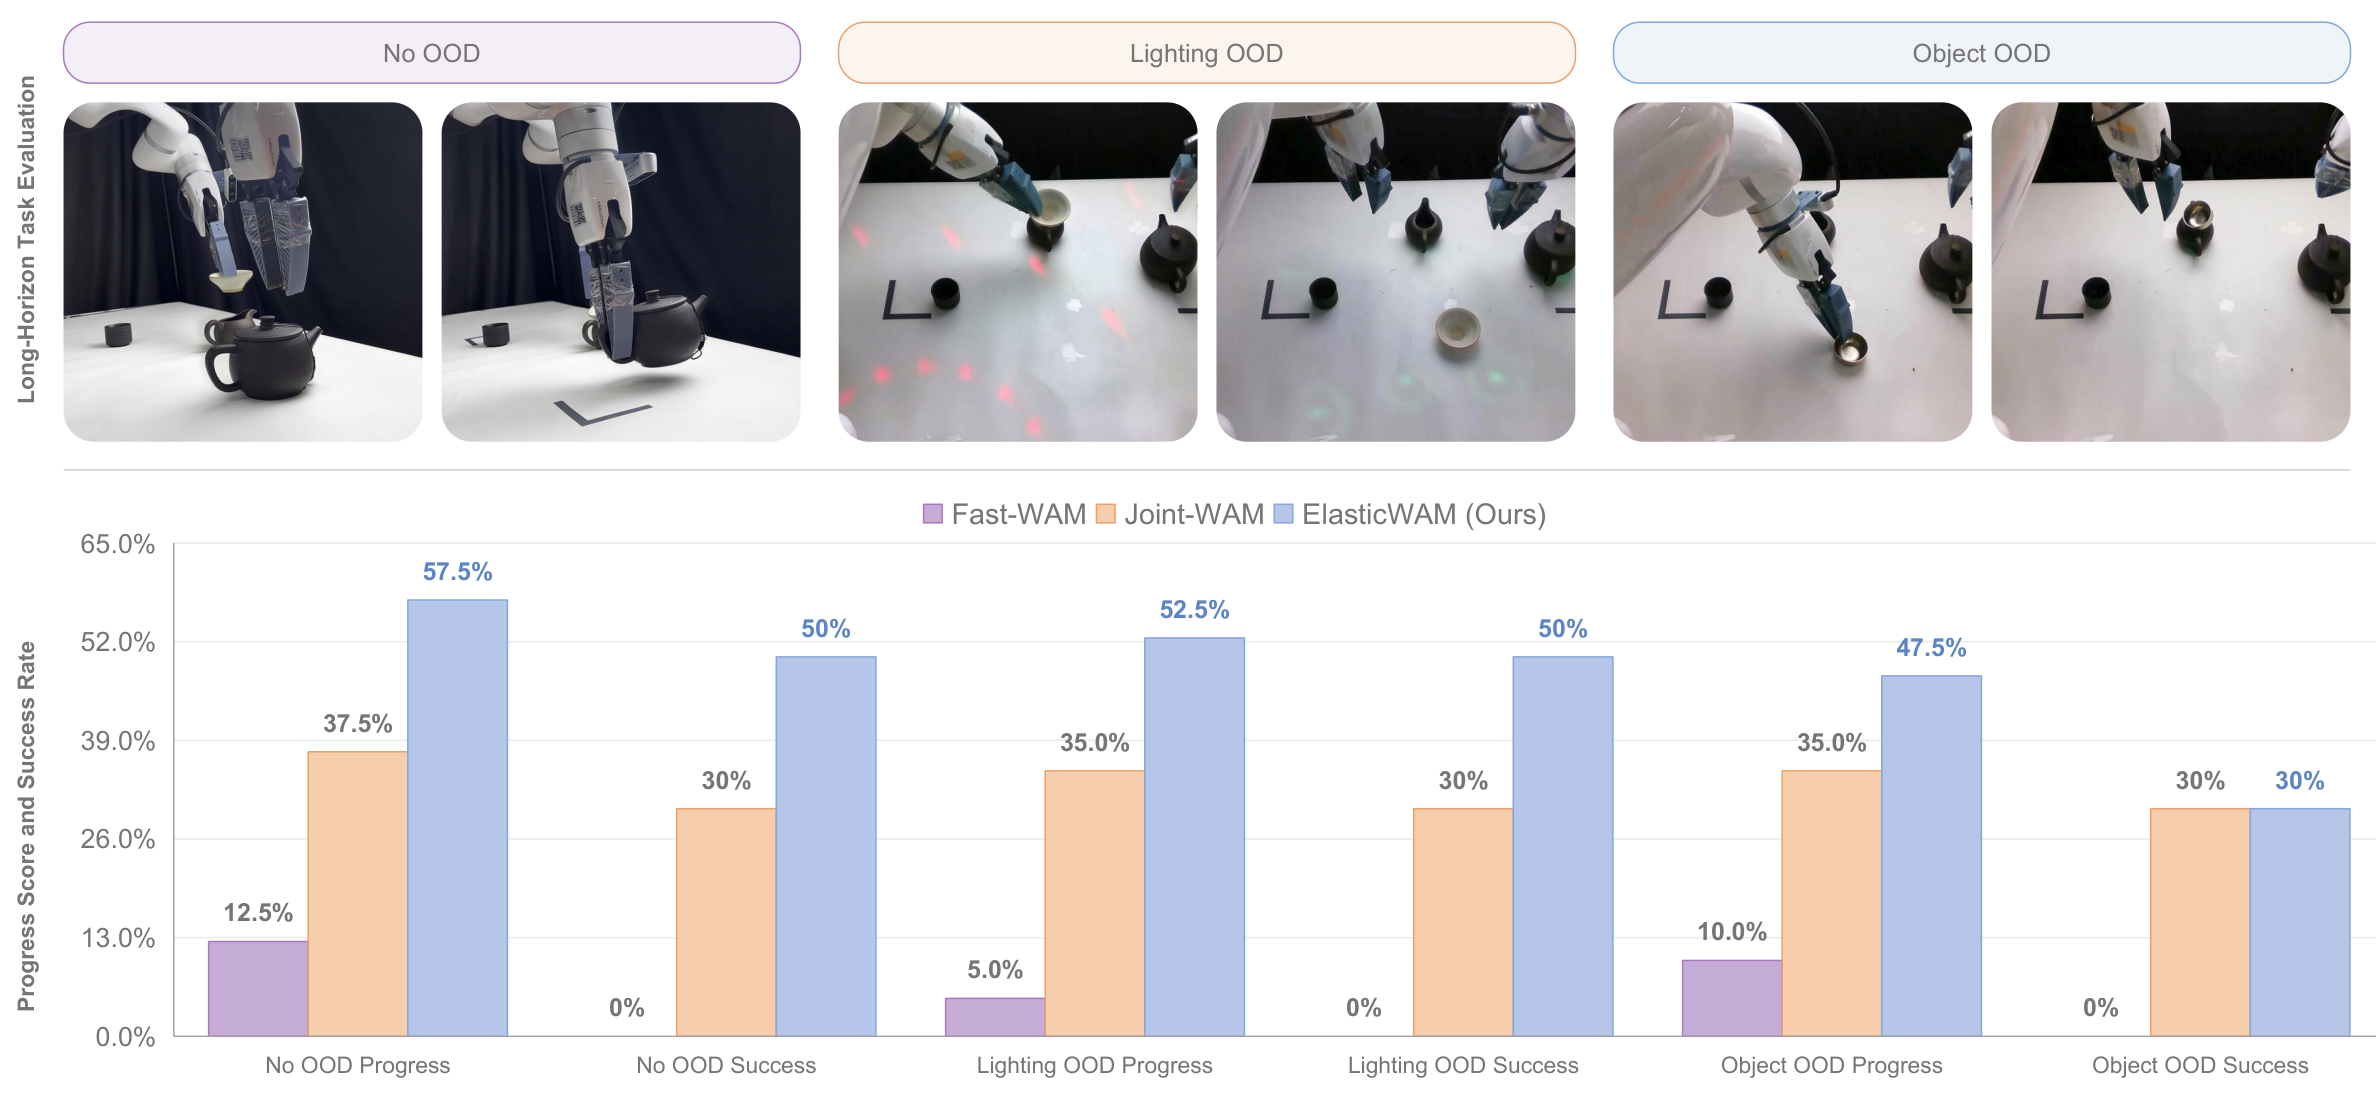 No OOD
Lighting OOD
Object OOD
Long-Horizon Task Evaluation
Fast-WAM
Joint-WAM
ElasticWAM (Ours)
Progress Score and Success Rate
65.0%
52.0%
39.0%
26.0%
13.0%
0.0%
12.5%
37.5%
57.5%
0%
30%
50%
5.0%
35.0%
52.5%
0%
30%
50%
10.0%
35.0%
47.5%
0%
30%
30%
No OOD Progress
No OOD Success
Lighting OOD Progress
Lighting OOD Success
Object OOD Progress
Object OOD Success